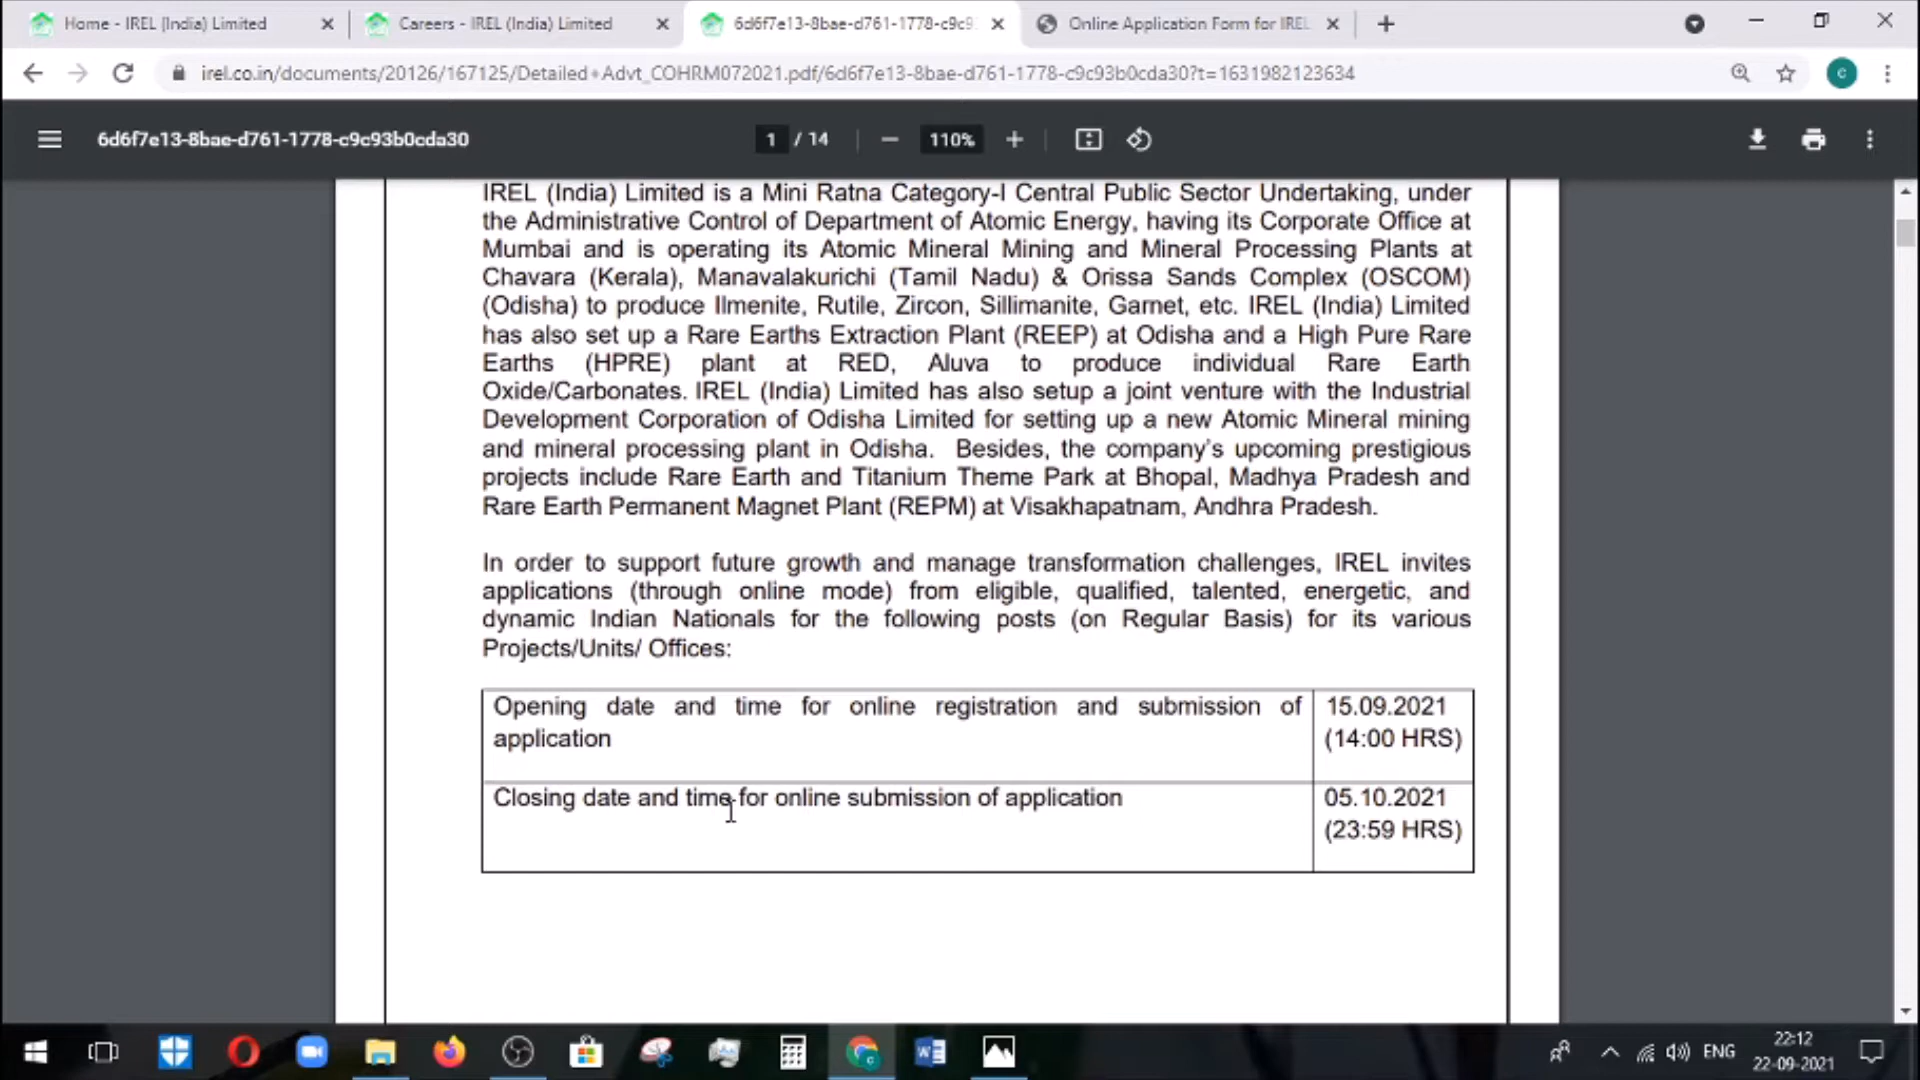 Home - IREL (India) Limited
Careers - IREL (India) Limited
6d6f7e13-8bae-d761-1778-c9c9
Online Application Form for IREL
irel.co.in/documents/20126/167125/Detailed+Advt_COHRM072021.pdf/6d6f7e13-8bae-d761-1778-c9c93b0cda30?t=1631982123634
c
6d6f7e13-8bae-d761-1778-c9c93b0cda30
1 / 14
110%
IREL (India) Limited is a Mini Ratna Category-I Central Public Sector Undertaking, under
the Administrative Control of Department of Atomic Energy, having its Corporate Office at
Mumbai and is operating its Atomic Mineral Mining and Mineral Processing Plants at
Chavara (Kerala), Manavalakurichi (Tamil Nadu) & Orissa Sands Complex (OSCOM)
(Odisha) to produce Ilmenite, Rutile, Zircon, Sillimanite, Garnet, etc. IREL (India) Limited
has also set up a Rare Earths Extraction Plant (REEP) at Odisha and a High Pure Rare
Earths (HPRE) plant at RED, Aluva to produce individual Rare Earth
Oxide/Carbonates. IREL (India) Limited has also setup a joint venture with the Industrial
Development Corporation of Odisha Limited for setting up a new Atomic Mineral mining
and mineral processing plant in Odisha. Besides, the company's upcoming prestigious
projects include Rare Earth and Titanium Theme Park at Bhopal, Madhya Pradesh and
Rare Earth Permanent Magnet Plant (REPM) at Visakhapatnam, Andhra Pradesh.
In order to support future growth and manage transformation challenges, IREL invites
applications (through online mode) from eligible, qualified, talented, energetic, and
dynamic Indian Nationals for the following posts (on Regular Basis) for its various
Projects/Units/ Offices:
Opening date and time for online registration and submission of
application
15.09.2021
(14:00 HRS)
Closing date and time for online submission of application
05.10.2021
(23:59 HRS)
ENG
22:12
22-09-2021